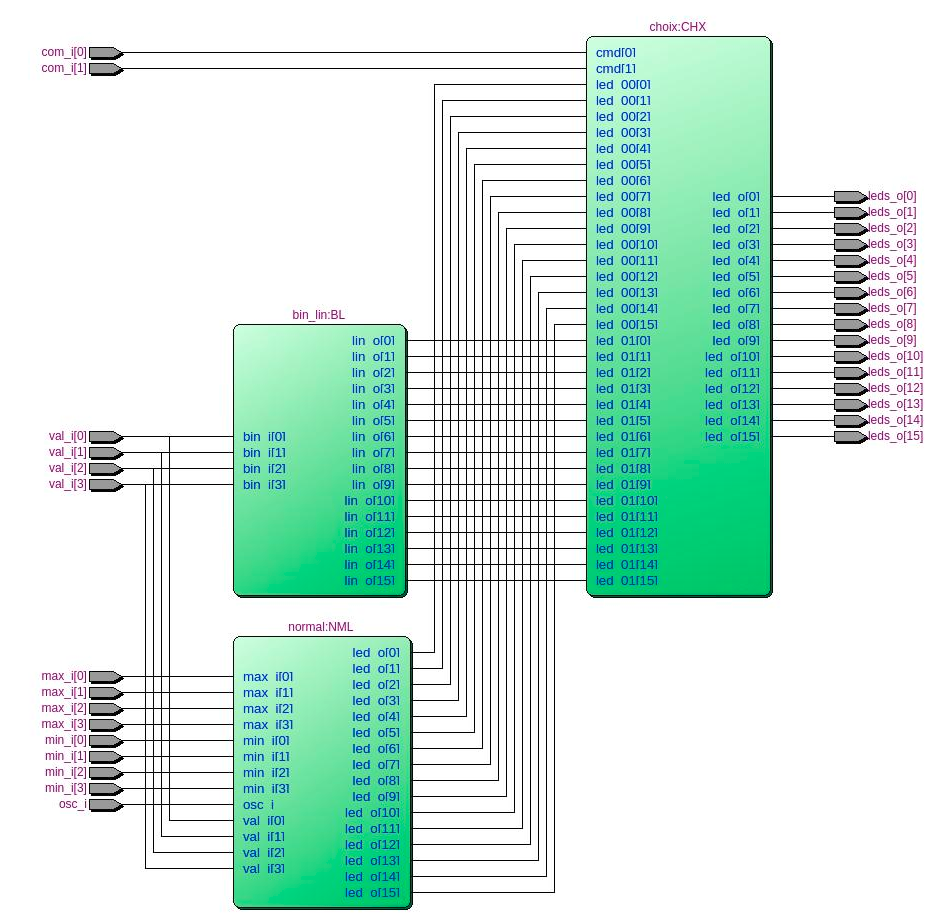 choix:CHX
com_i[0]
com_i[1]
cmd[0]
cmd[1]
led_00[0]
led_00[1]
led_00[2]
led_00[3]
led_00[4]
led_00[5]
led_00[6]
led_00[7]
led_00[8]
led_00[9]
led_00[10]
led_00[11]
led_00[12]
led_00[13]
led_00[14]
led_00[15]
led_01[0]
led_01[1]
led_01[2]
led_01[3]
led_01[4]
led_01[5]
led_01[6]
led_01[7]
led_01[8]
led_01[9]
led_01[10]
led_01[11]
led_01[12]
led_01[13]
led_01[14]
led_01[15]
led_o[0]
led_o[1]
led_o[2]
led_o[3]
led_o[4]
led_o[5]
led_o[6]
led_o[7]
led_o[8]
led_o[9]
led_o[10]
led_o[11]
led_o[12]
led_o[13]
led_o[14]
led_o[15]
leds_o[0]
leds_o[1]
leds_o[2]
leds_o[3]
leds_o[4]
leds_o[5]
leds_o[6]
leds_o[7]
leds_o[8]
leds_o[9]
leds_o[10]
leds_o[11]
leds_o[12]
leds_o[13]
leds_o[14]
leds_o[15]
bin_lin:BL
val_i[0]
val_i[1]
val_i[2]
val_i[3]
bin_i[0]
bin_i[1]
bin_i[2]
bin_i[3]
lin_o[0]
lin_o[1]
lin_o[2]
lin_o[3]
lin_o[4]
lin_o[5]
lin_o[6]
lin_o[7]
lin_o[8]
lin_o[9]
lin_o[10]
lin_o[11]
lin_o[12]
lin_o[13]
lin_o[14]
lin_o[15]
normal:NML
max_i[0]
max_i[1]
max_i[2]
max_i[3]
min_i[0]
min_i[1]
min_i[2]
min_i[3]
osc_i
max_i[0]
max_i[1]
max_i[2]
max_i[3]
min_i[0]
min_i[1]
min_i[2]
min_i[3]
osc_i
val_i[0]
val_i[1]
val_i[2]
val_i[3]
led_o[0]
led_o[1]
led_o[2]
led_o[3]
led_o[4]
led_o[5]
led_o[6]
led_o[7]
led_o[8]
led_o[9]
led_o[10]
led_o[11]
led_o[12]
led_o[13]
led_o[14]
led_o[15]